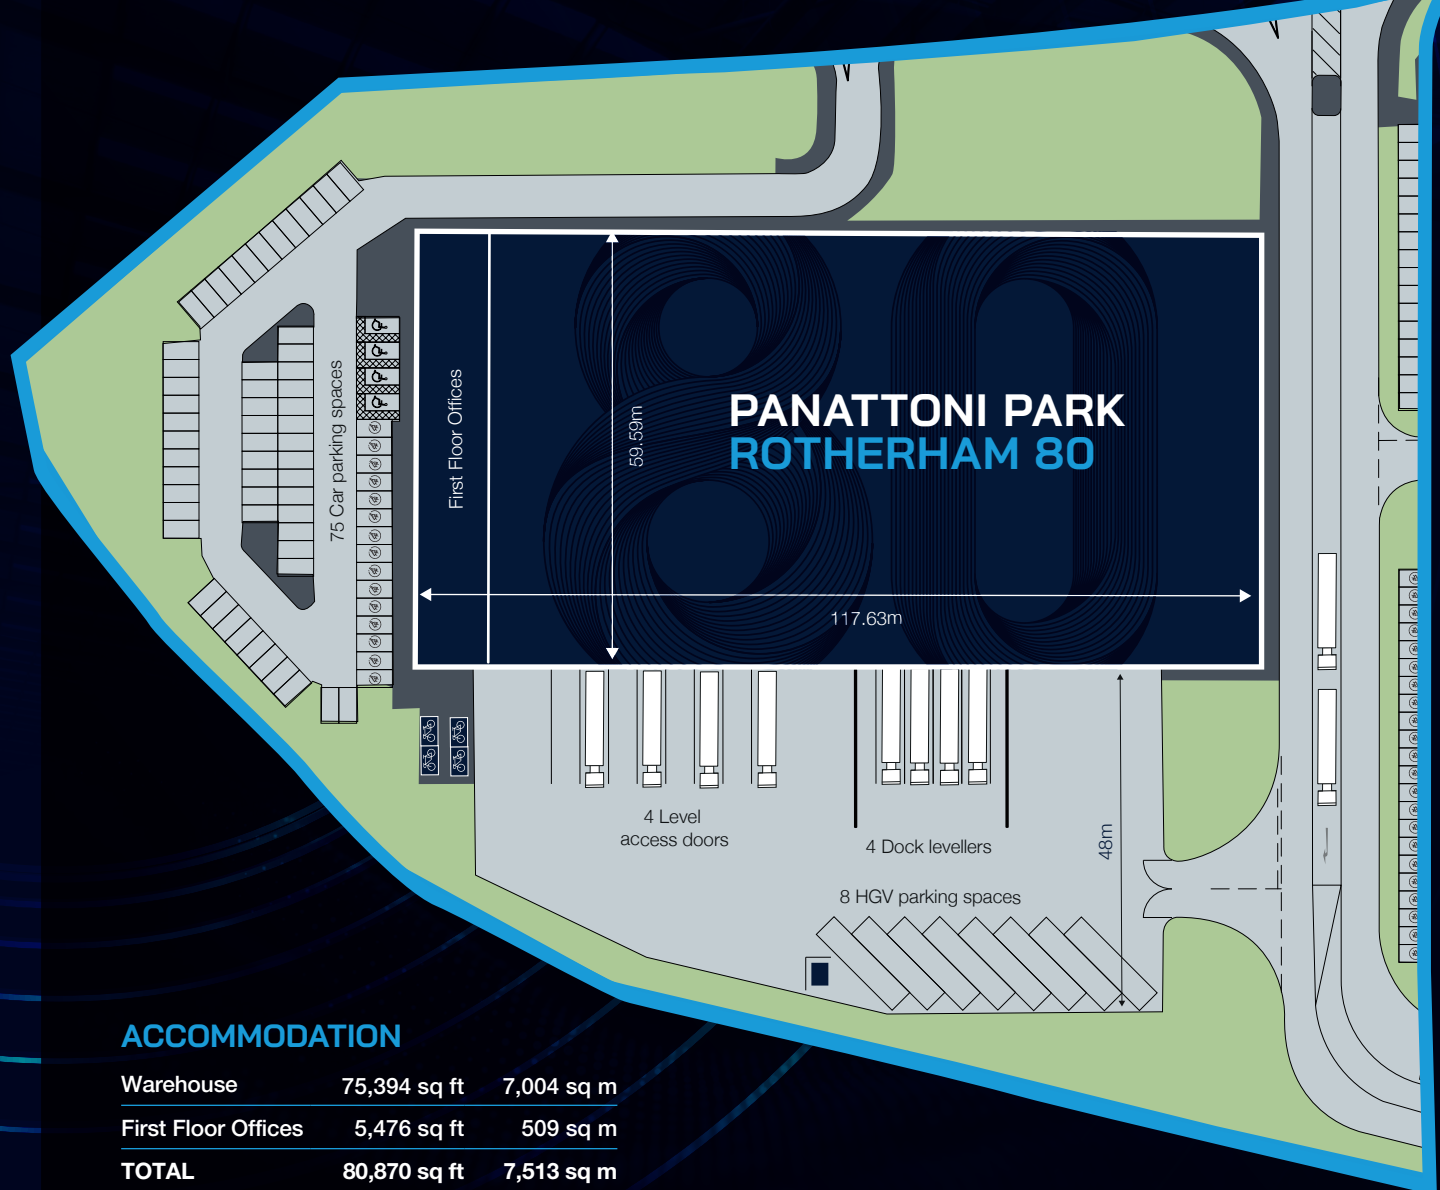 75 Car parking spaces
First Floor Offices
59.59m
PANATTONI PARK
ROTHERHAM 80
117.63m
4 Level
access doors
4 Dock levellers
48m
8 HGV parking spaces
ACCOMMODATION
Warehouse 75,394 sq ft 7,004 sq m
First Floor Offices 5,476 sq ft 509 sq m
TOTAL 80,870 sq ft 7,513 sq m
80